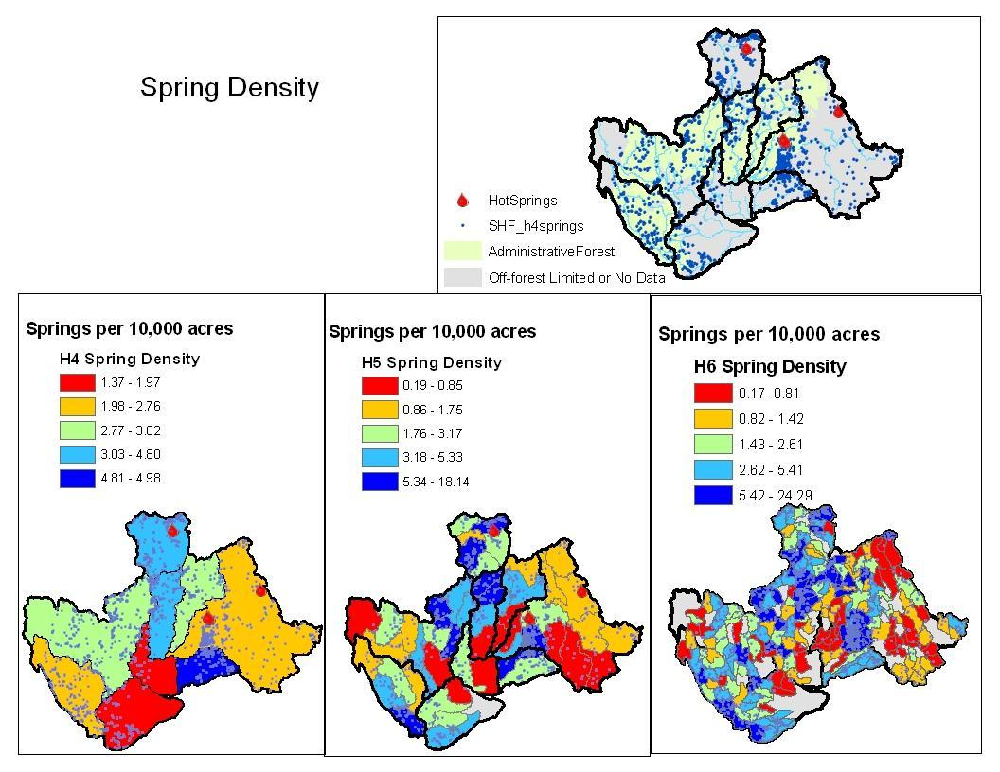 Spring Density
HotSprings
SHF_h4springs
AdministrativeForest
Off-forest Limited or No Data
Springs per 10,000 acres
H4 Spring Density
1.37 - 1.97
1.98 - 2.76
2.77 - 3.02
3.03 - 4.80
4.81 - 4.98
Springs per 10,000 acres
H5 Spring Density
0.19 - 0.85
0.86 - 1.75
1.76 - 3.17
3.18 - 5.33
5.34 - 18.14
Springs per 10,000 acres
H6 Spring Density
0.17- 0.81
0.82 - 1.42
1.43 - 2.61
2.62 - 5.41
5.42 - 24.29